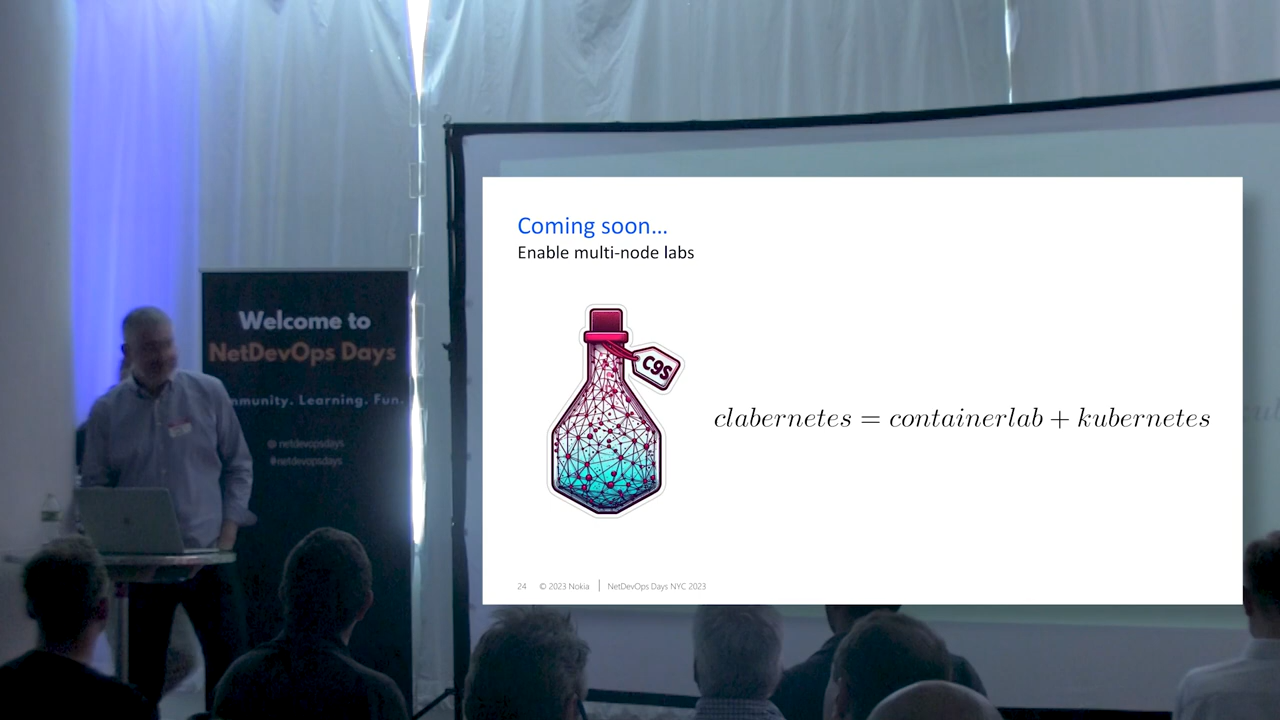 Welcome to
NetDevOps Days
mmunity. Learning. Fun.
@ netdevopsdays
#netdevopsdays
Coming soon...
Enable multi-node labs
C9S
clabernetes = containerlab + kubernetes
24 © 2023 Nokia | NetDevOps Days NYC 2023